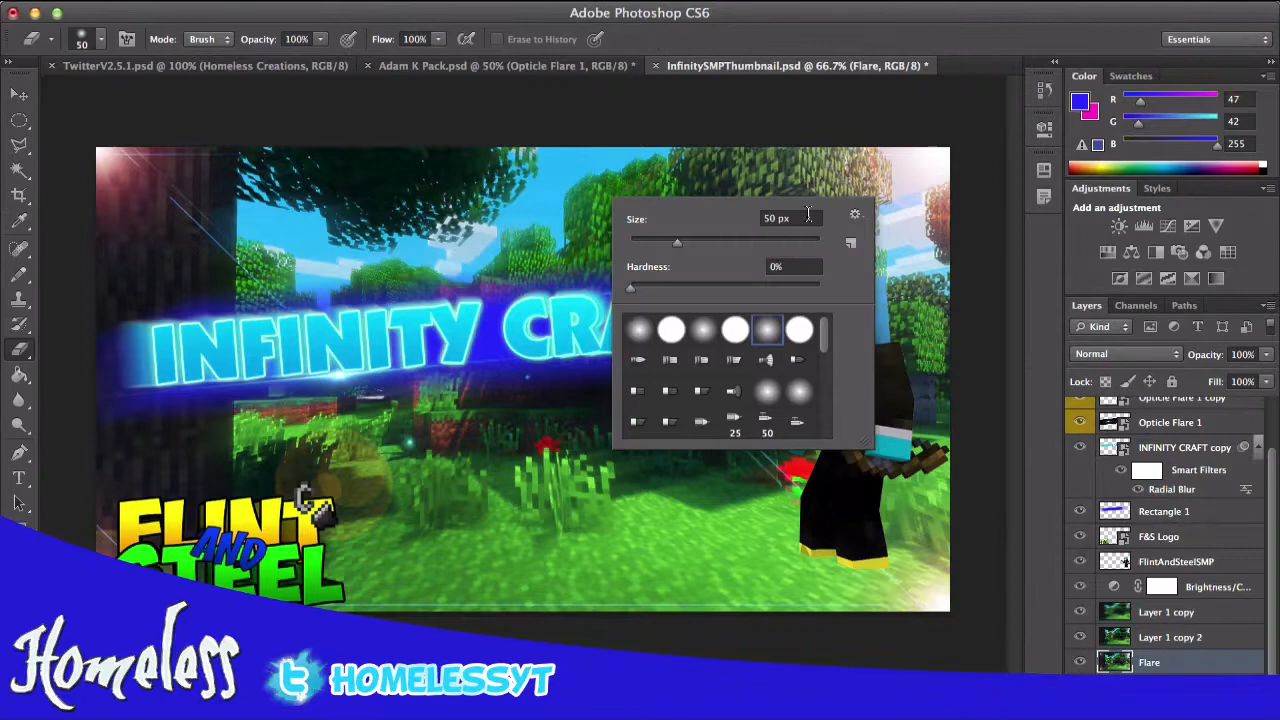 Adobe Photoshop CS6
50
Mode: Brush Opacity: 100% Flow: 100% Erase to History Essentials
TwitterV2.5.1.psd @ 100% (Homeless Creations, RGB/8) Adam K Pack.psd @ 50% (Opticle Flare 1, RGB/8) * InfinitySMPThumbnail.psd @ 66.7% (Flare, RGB/8) *
Color Swatches
R 47
G 42
B 255
Adjustments Styles
Add an adjustment
Size: 50 px
Hardness: 0%
25 50
INFINITY CRA
FLINT
AND
STEEL
Layers Channels Paths
Kind
Normal Opacity: 100%
Lock: Fill: 100%
Opticle Flare 1 copy
Opticle Flare 1
INFINITY CRAFT copy
Smart Filters
Radial Blur
Rectangle 1
F&S Logo
FlintAndSteelSMP
Brightness/C...
Layer 1 copy
Layer 1 copy 2
Flare
Homeless
HOMELESSYT